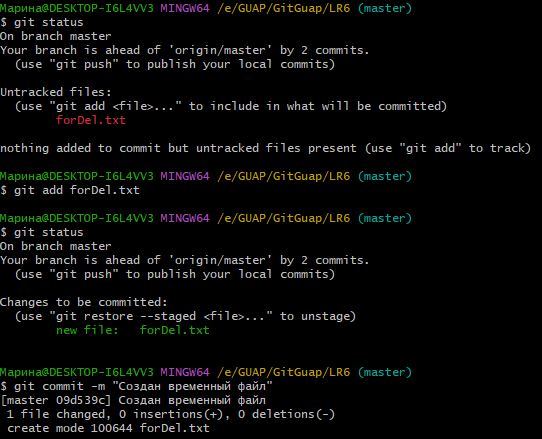 Марина@DESKTOP-I6L4VV3 MINGW64 /e/GUAP/GitGuap/LR6 (master)
$ git status
On branch master
Your branch is ahead of 'origin/master' by 2 commits.
  (use "git push" to publish your local commits)

Untracked files:
  (use "git add <file>..." to include in what will be committed)
        forDel.txt

nothing added to commit but untracked files present (use "git add" to track)

Марина@DESKTOP-I6L4VV3 MINGW64 /e/GUAP/GitGuap/LR6 (master)
$ git add forDel.txt

Марина@DESKTOP-I6L4VV3 MINGW64 /e/GUAP/GitGuap/LR6 (master)
$ git status
On branch master
Your branch is ahead of 'origin/master' by 2 commits.
  (use "git push" to publish your local commits)

Changes to be committed:
  (use "git restore --staged <file>..." to unstage)
        new file:   forDel.txt


Марина@DESKTOP-I6L4VV3 MINGW64 /e/GUAP/GitGuap/LR6 (master)
$ git commit -m "Создан временный файл"
[master 09d539c] Создан временный файл
 1 file changed, 0 insertions(+), 0 deletions(-)
 create mode 100644 forDel.txt